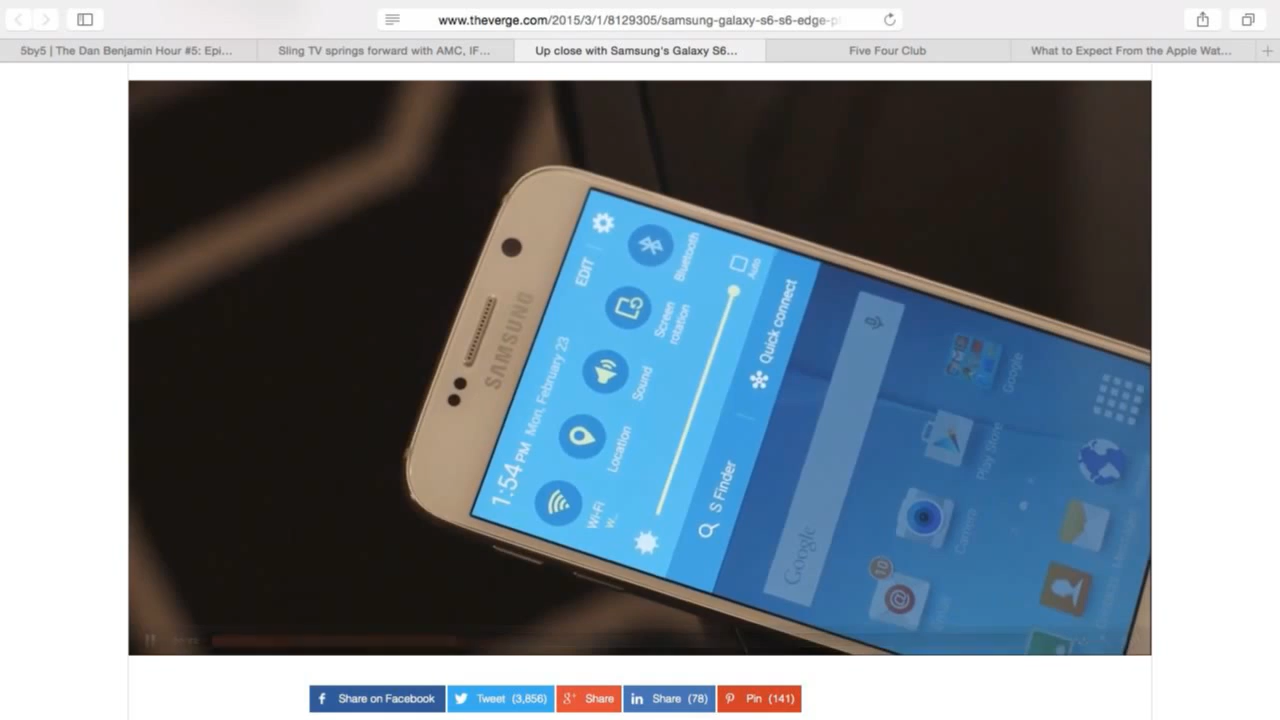 www.theverge.com/2015/3/1/8129305/samsung-galaxy-s6-s6-edge-p
5by5 | The Dan Benjamin Hour #5: Epi...
Sling TV springs forward with AMC, IF...
Up close with Samsung's Galaxy S6...
Five Four Club
What to Expect From the Apple Wat...
SAMSUNG
1:54 PM Mon, February 23
EDIT
Wi-Fi
Location
Sound
Screen
rotation
Bluetooth
Auto
S Finder
Quick connect
Google
Google
Play Store
Camera
10
Share on Facebook
Tweet (3,856)
Share
Share (78)
Pin (141)